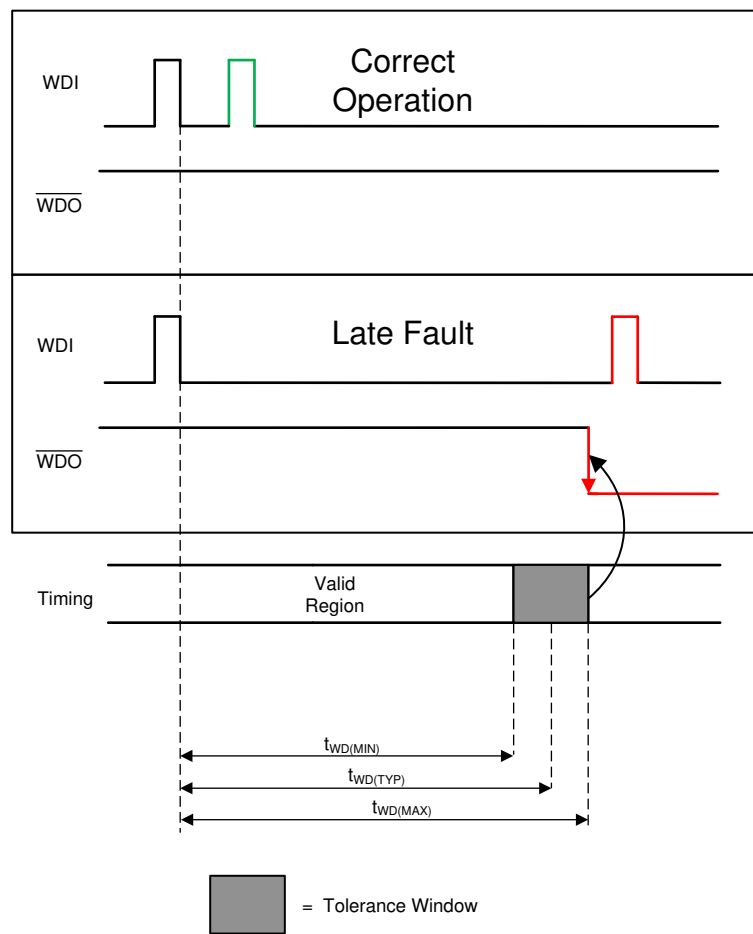 WDI
Correct
Operation
WDO
WDI
Late Fault
WDO
Timing
Valid
Region
tWD(MIN)
tWD(TYP)
tWD(MAX)
= Tolerance Window